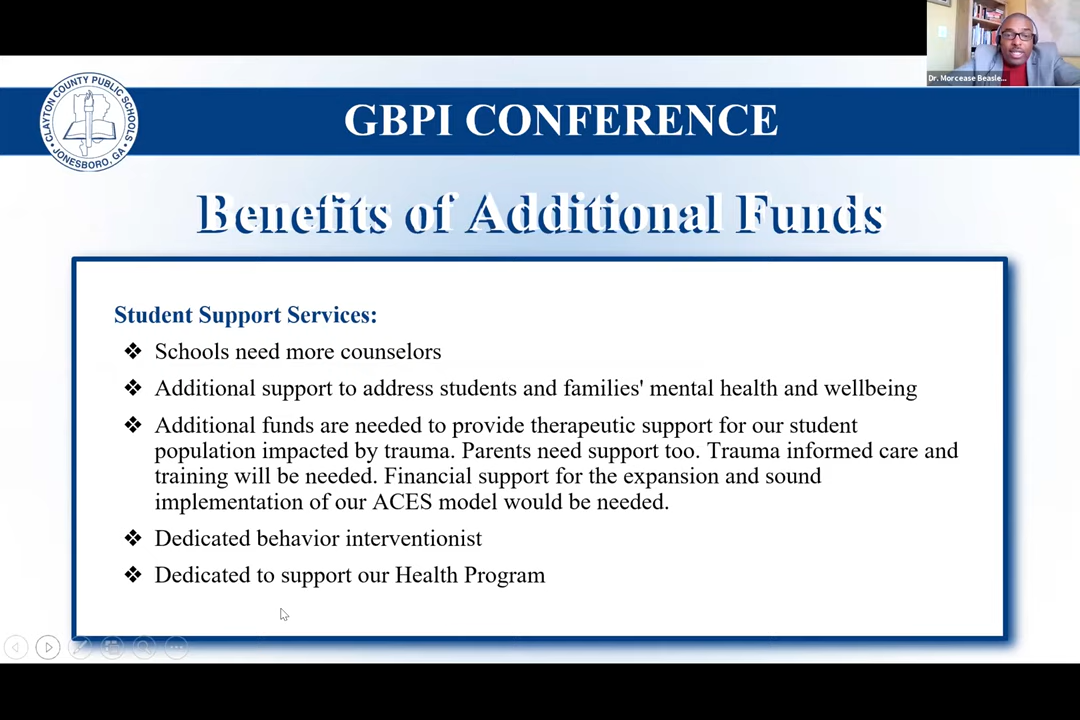 Dr. Morcease Beasle...
CLAYTON COUNTY PUBLIC SCHOOLS
JONESBORO, GA
GBPI CONFERENCE
Benefits of Additional Funds
Student Support Services:
❖ Schools need more counselors
❖ Additional support to address students and families' mental health and wellbeing
❖ Additional funds are needed to provide therapeutic support for our student
population impacted by trauma. Parents need support too. Trauma informed care and
training will be needed. Financial support for the expansion and sound
implementation of our ACES model would be needed.
❖ Dedicated behavior interventionist
❖ Dedicated to support our Health Program